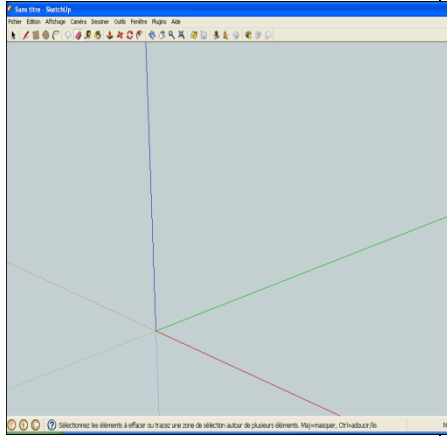 Sans titre - SketchUp
Fichier Édition Affichage Caméra Dessiner Outils Fenêtre Plugins Aide
Sélectionnez les éléments à effacer ou tracez une zone de sélection autour de plusieurs éléments. Maj=masquer, Ctrl=adoucir/lis